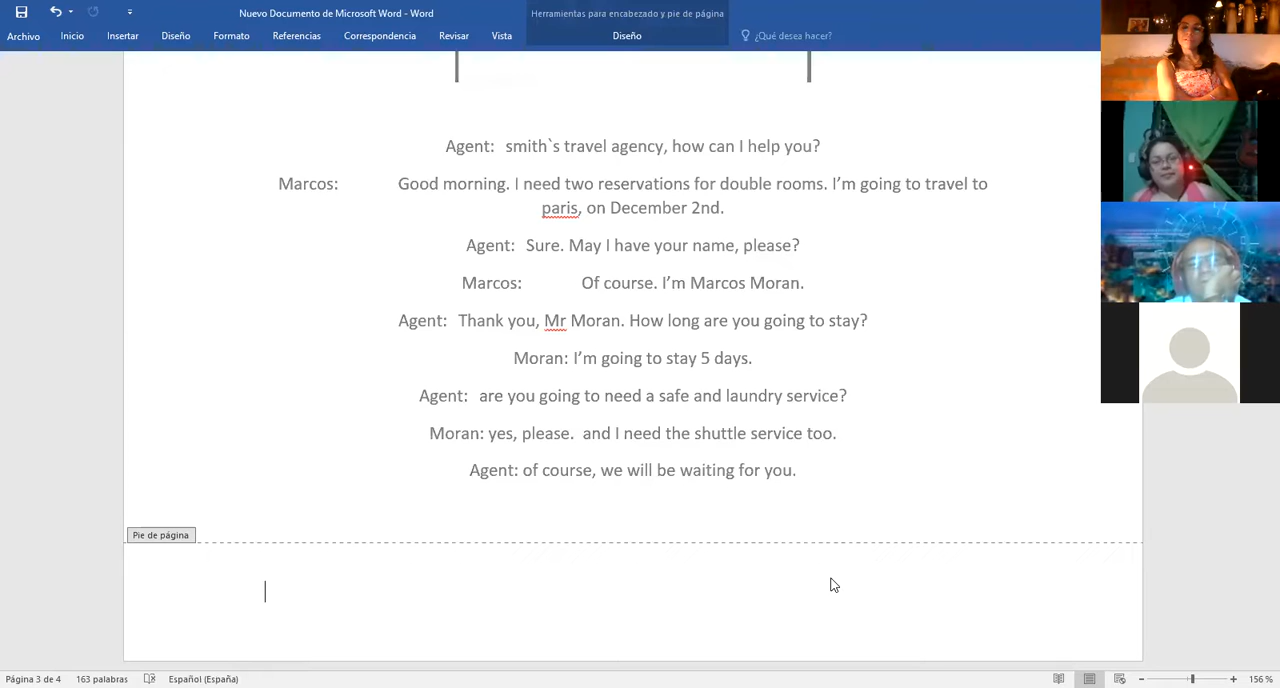 Nuevo Documento de Microsoft Word - Word
Herramientas para encabezado y pie de página
Archivo Inicio Insertar Diseño Formato Referencias Correspondencia Revisar Vista Diseño ¿Qué desea hacer?
Agent: smith`s travel agency, how can I help you?
Marcos: Good morning. I need two reservations for double rooms. I’m going to travel to
paris, on December 2nd.
Agent: Sure. May I have your name, please?
Marcos: Of course. I’m Marcos Moran.
Agent: Thank you, Mr Moran. How long are you going to stay?
Moran: I’m going to stay 5 days.
Agent: are you going to need a safe and laundry service?
Moran: yes, please. and I need the shuttle service too.
Agent: of course, we will be waiting for you.
Pie de página
Página 3 de 4 163 palabras Español (España) 156 %